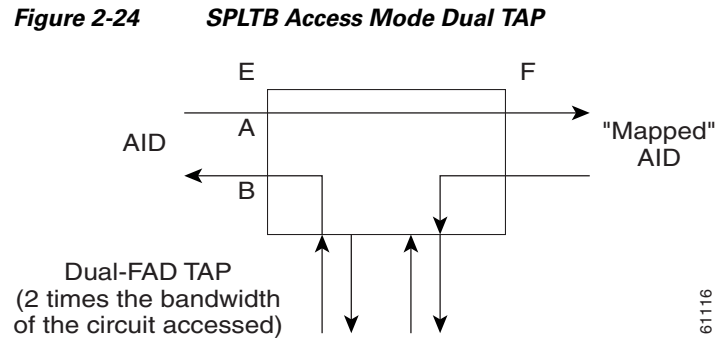 Figure 2-24 SPLTB Access Mode Dual TAP
E F
A
AID
"Mapped"
AID
B
Dual-FAD TAP
(2 times the bandwidth
of the circuit accessed)
61116